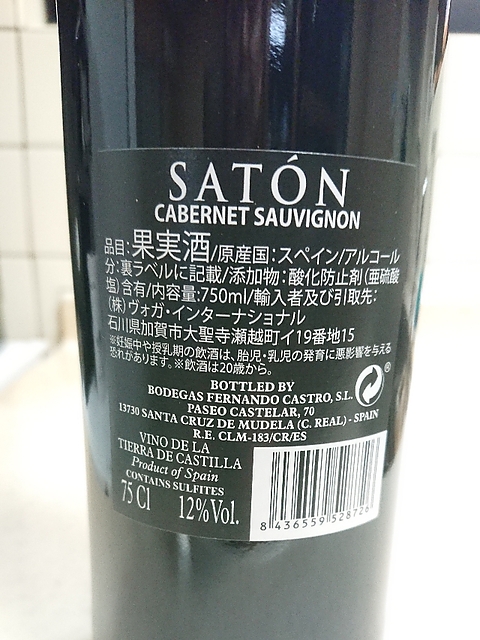 SATÓN
CABERNET SAUVIGNON
品目:果実酒/原産国:スペイン/アルコール
分:裏ラベルに記載/添加物:酸化防止剤(亜硫酸
塩)含有/内容量:750ml/輸入者及び引取先:
(株)ヴォガ・インターナショナル
石川県加賀市大聖寺瀬越町イ19番地15
※妊娠中や授乳期の飲酒は、胎児・乳児の発育に悪影響を与える
恐れがあります。※飲酒は20歳から。
BOTTLED BY
BODEGAS FERNANDO CASTRO, S.L.
PASEO CASTELAR, 70
13730 SANTA CRUZ DE MUDELA (C. REAL) - SPAIN
R.E. CLM-183/CR/ES
VINO DE LA
TIERRA DE CASTILLA
Product of Spain
CONTAINS SULFITES
75 Cl 12%Vol.
8 436559 528726